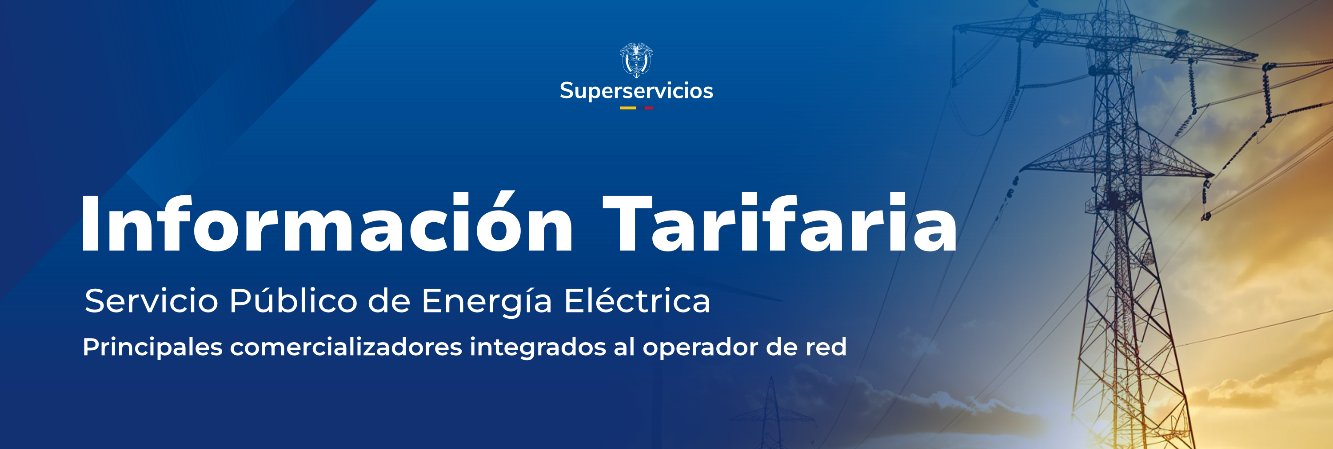 Superservicios
Información Tarifaria
Servicio Público de Energía Eléctrica
Principales comercializadores integrados al operador de red